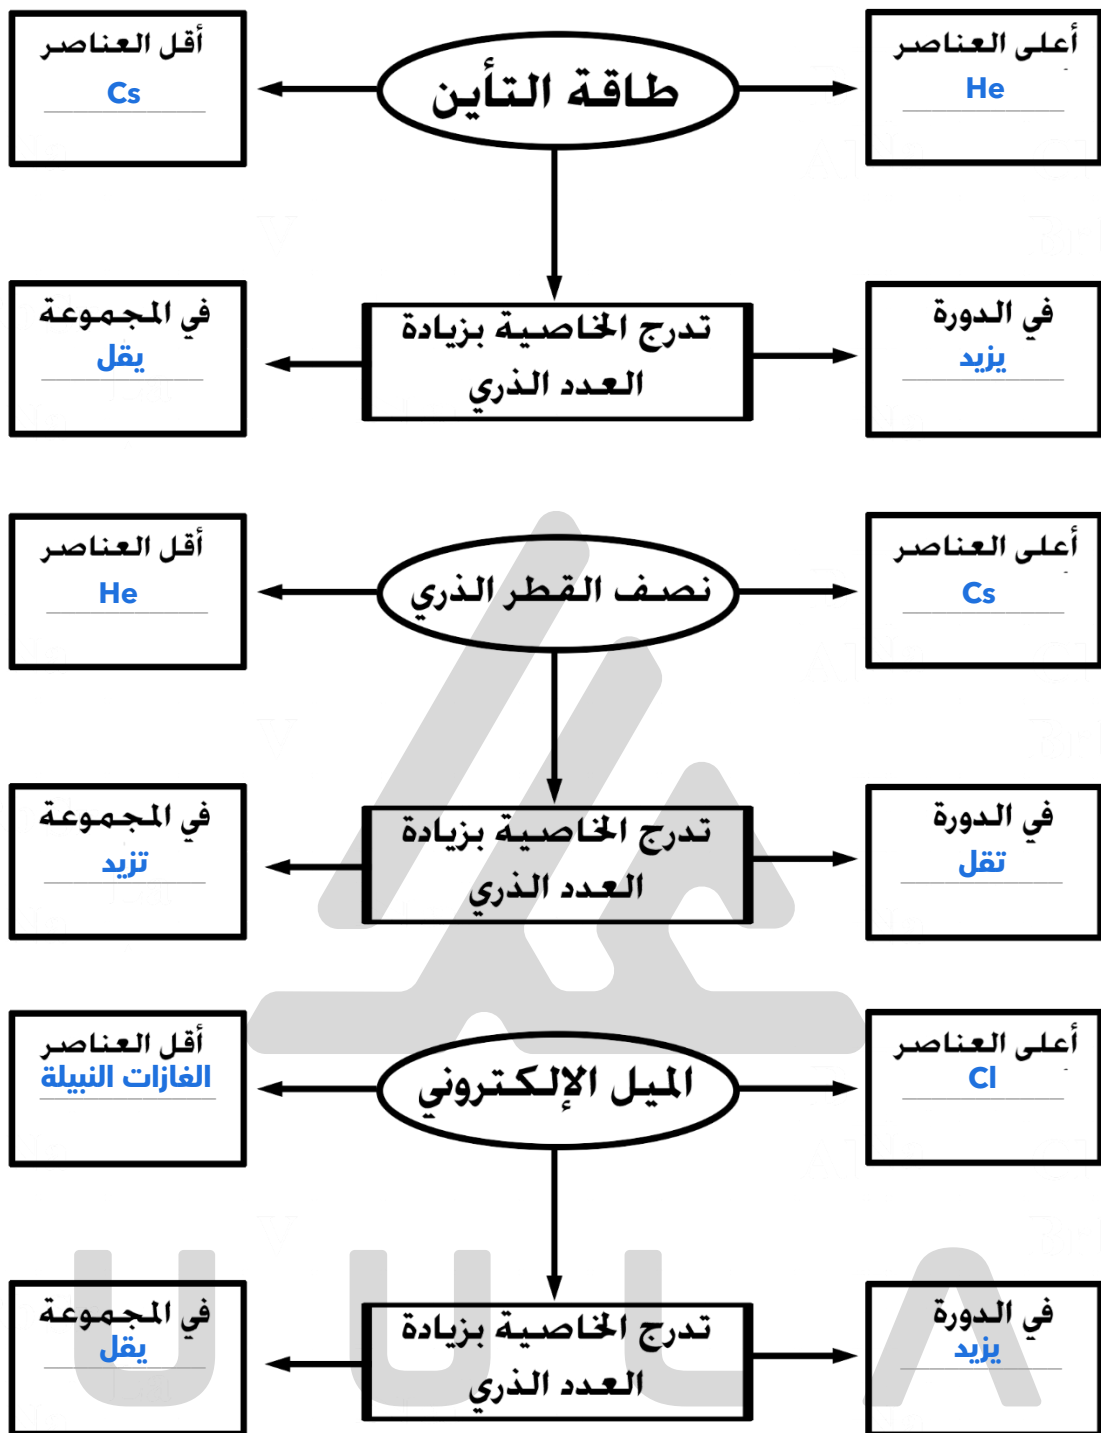 أعلى العناصر
He
طاقة التأين
أقل العناصر
Cs
في الدورة
يزيد
تدرج الخاصية بزيادة
العدد الذري
في المجموعة
يقل
أعلى العناصر
Cs
نصف القطر الذري
أقل العناصر
He
في الدورة
تقل
تدرج الخاصية بزيادة
العدد الذري
في المجموعة
تزيد
أعلى العناصر
Cl
الميل الإلكتروني
أقل العناصر
الغازات النبيلة
في الدورة
يزيد
تدرج الخاصية بزيادة
العدد الذري
في المجموعة
يقل
U U L A